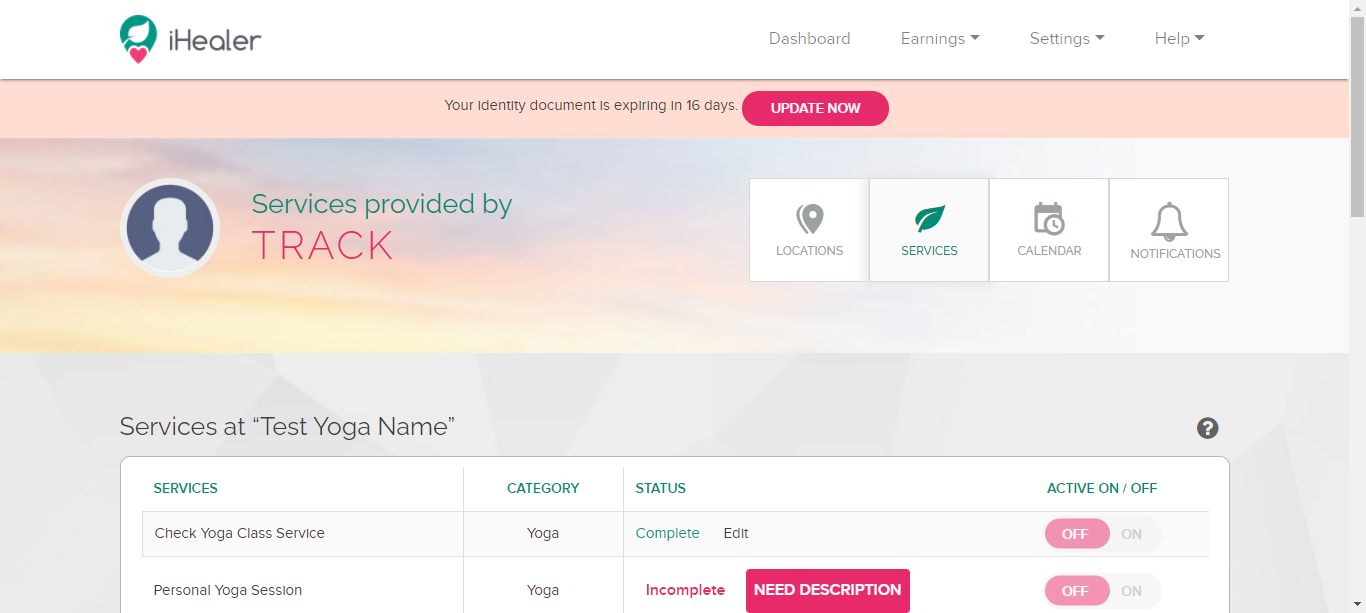 iHealer
Dashboard Earnings Settings Help
Your identity document is expiring in 16 days. UPDATE NOW
Services provided by
TRACK
LOCATIONS SERVICES CALENDAR NOTIFICATIONS
Services at “Test Yoga Name” ?
SERVICES CATEGORY STATUS ACTIVE ON / OFF
Check Yoga Class Service Yoga Complete Edit OFF ON
Personal Yoga Session Yoga Incomplete NEED DESCRIPTION OFF ON